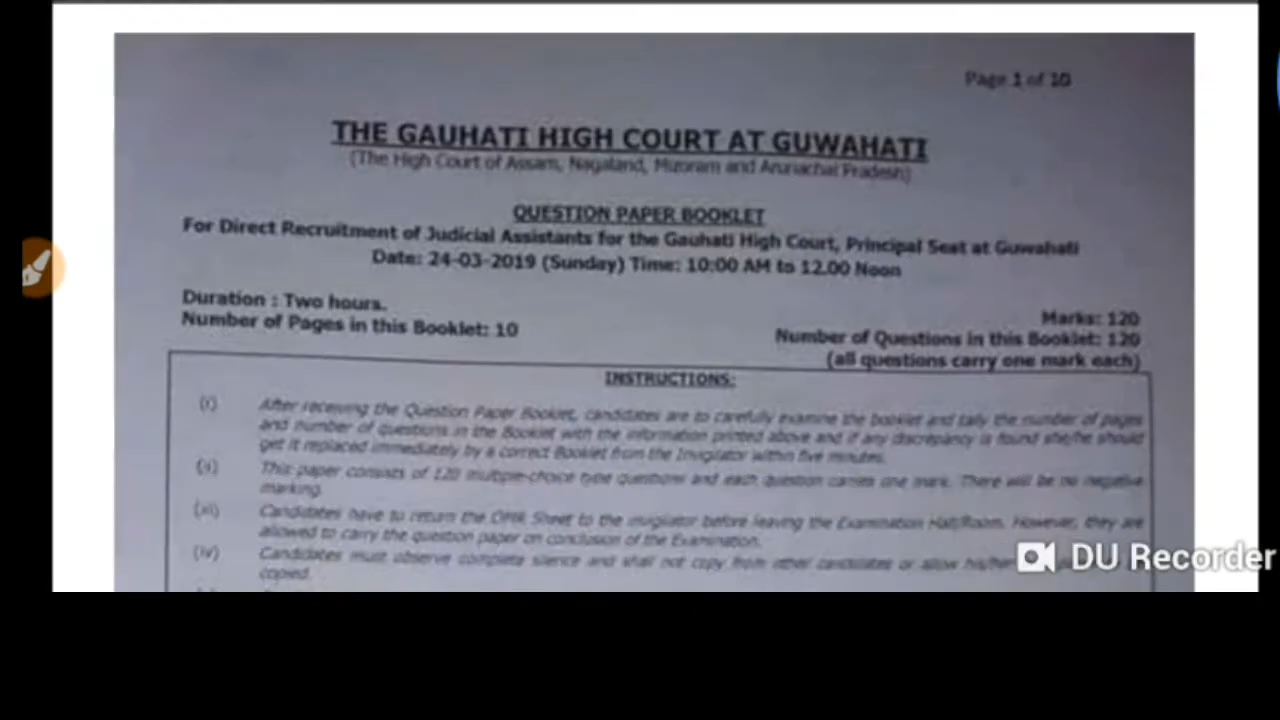 Page 1 of 10
THE GAUHATI HIGH COURT AT GUWAHATI
(The High Court of Assam, Nagaland, Mizoram and Arunachal Pradesh)
QUESTION PAPER BOOKLET
For Direct Recruitment of Judicial Assistants for the Gauhati High Court, Principal Seat at Guwahati
Date: 24-03-2019 (Sunday) Time: 10:00 AM to 12.00 Noon
Duration : Two hours.
Marks: 120
Number of Pages in this Booklet: 10
Number of Questions in this Booklet: 120
(all questions carry one mark each)
INSTRUCTIONS:
(i) After receiving the Question Paper Booklet, candidates are to carefully examine the booklet and tally the number of pages
and number of questions in the Booklet with the information printed above and if any discrepancy is found she/he should
get it replaced immediately by a correct Booklet from the Invigilator within five minutes.
(ii) This paper consists of 120 multiple-choice type questions and each question carries one mark. There will be no negative
marking.
Candidates have to return the OMR Sheet to the invigilator before leaving the Examination Hall/Room. However, they are
allowed to carry the question paper on conclusion of the Examination.
(iv) Candidates must observe complete silence and shall not copy from other candidates or allow his/her
copied.
DU Recorder